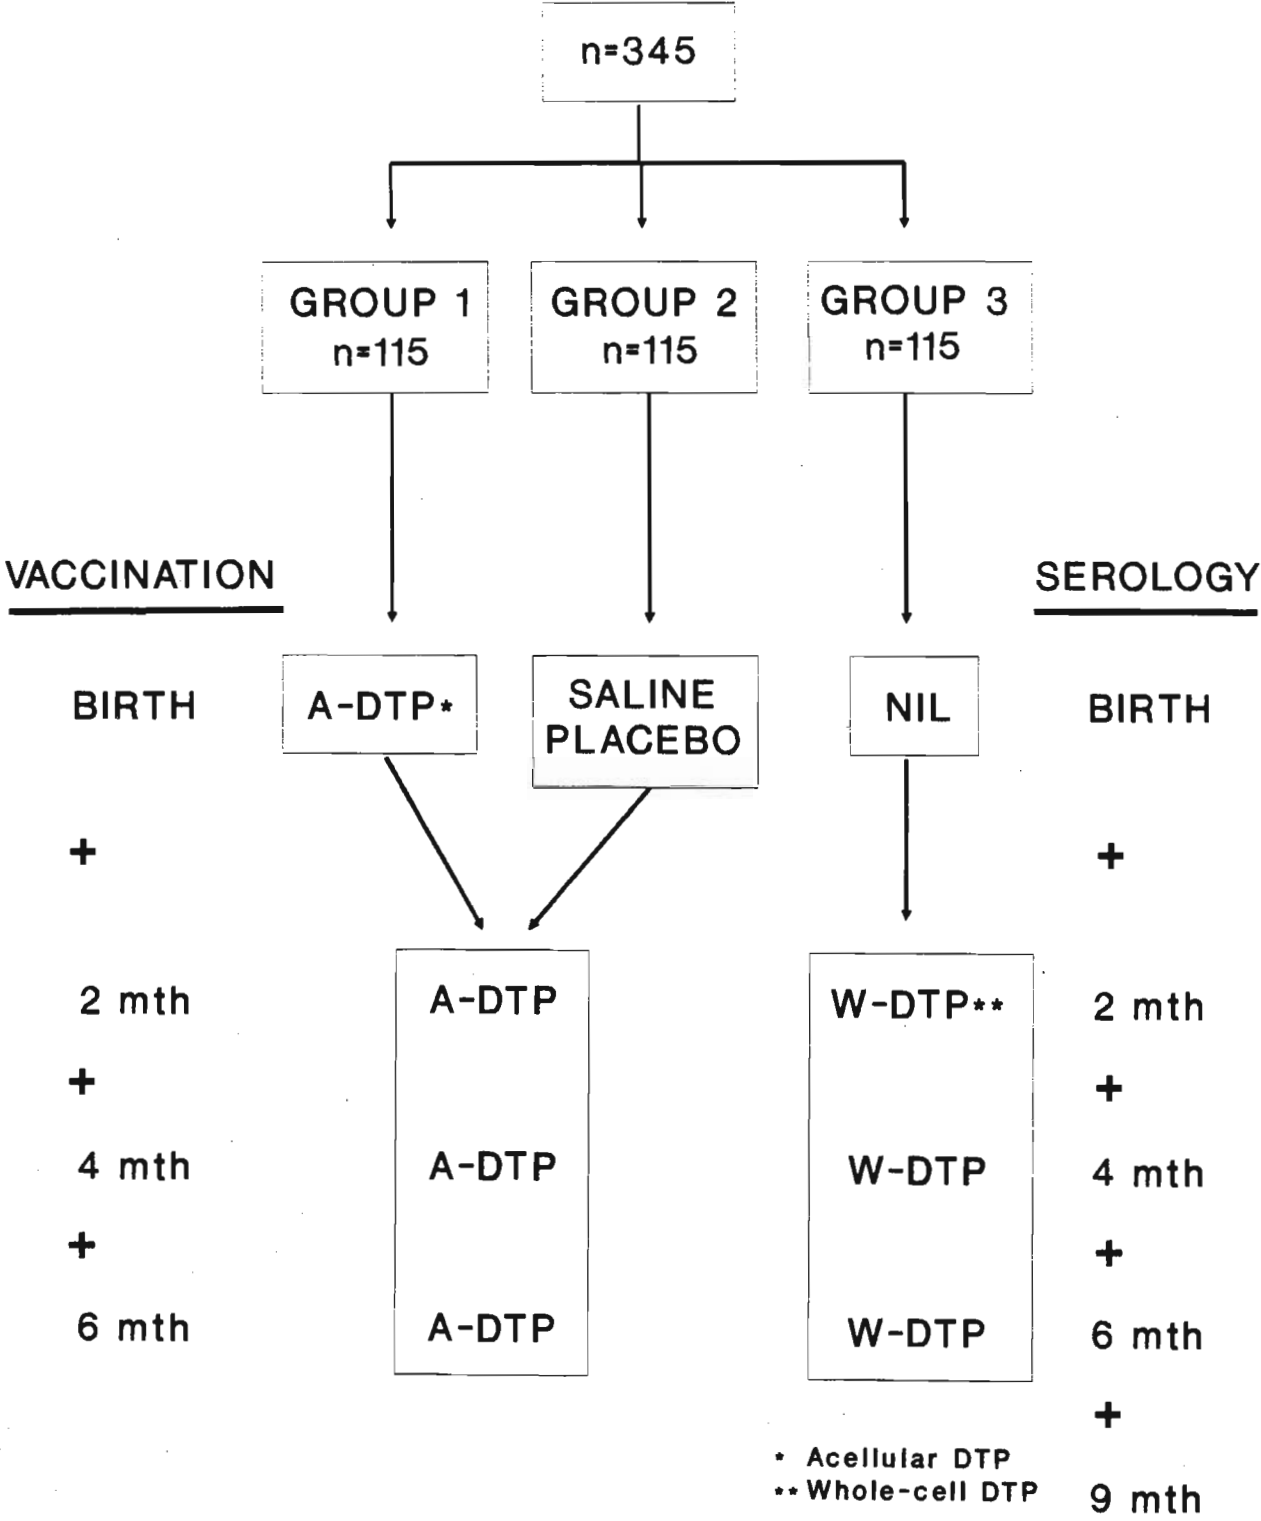 n=345
GROUP 1
n=115
GROUP 2
n=115
GROUP 3
n=115
VACCINATION
SEROLOGY
BIRTH
A-DTP*
SALINE
PLACEBO
NIL
BIRTH
+
+
2 mth
A-DTP
W-DTP**
2 mth
+
+
4 mth
A-DTP
W-DTP
4 mth
+
+
6 mth
A-DTP
W-DTP
6 mth
+
* Acellular DTP
** Whole-cell DTP
9 mth